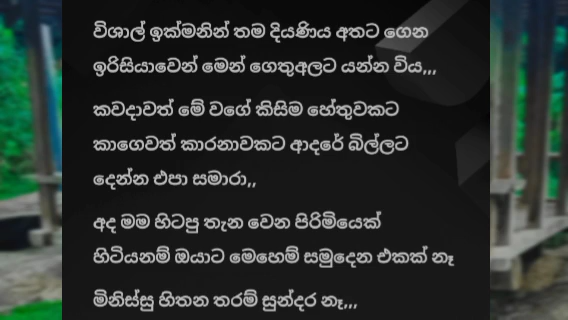 විශාල් ඉක්මනින් තම දියණිය අතට ගෙන
ඉරිසියාවෙන් මෙන් ගෙතුඅලට යන්න විය,,,
කවදාවත් මේ වගේ කිසිම හේතුවකට
කාගෙවත් කාරනාවකට ආදරේ බිල්ලට
දෙන්න එපා සමාරා,,
අද මම හිටපු තැන වෙන පිරිමියෙක්
හිටියනම් ඔයාට මෙහෙම් සමුදෙන එකක් නෑ
මිනිස්සු හිතන තරම් සුන්දර නෑ,,,